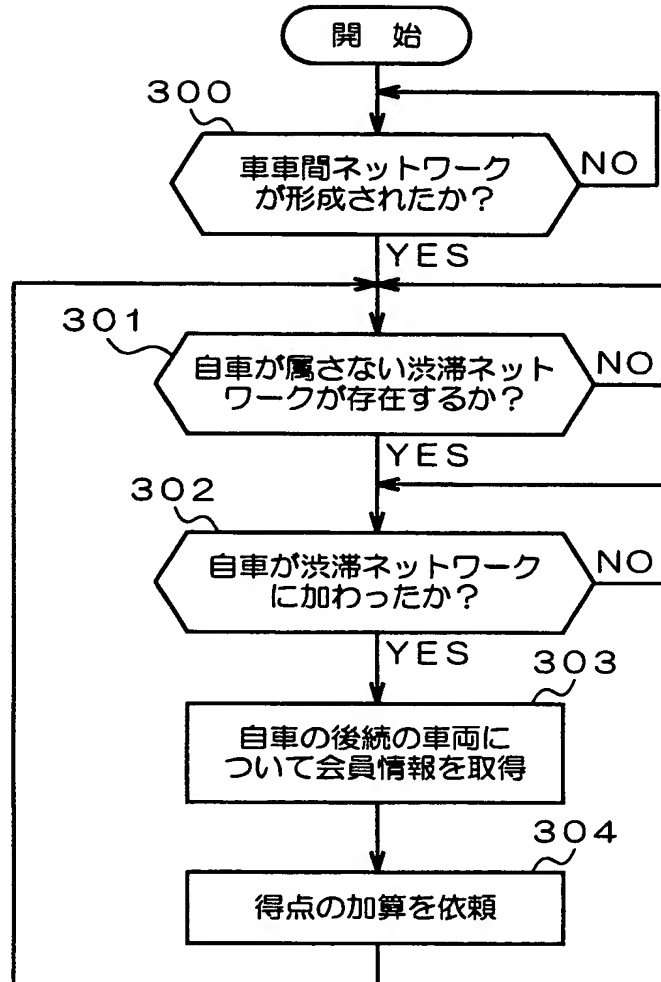 開 始
300
車車間ネットワーク
が形成されたか?
NO
YES
301
自車が属さない渋滞ネット
ワークが存在するか?
NO
YES
302
自車が渋滞ネットワーク
に加わったか?
NO
YES
303
自車の後続の車両に
ついて会員情報を取得
304
得点の加算を依頼